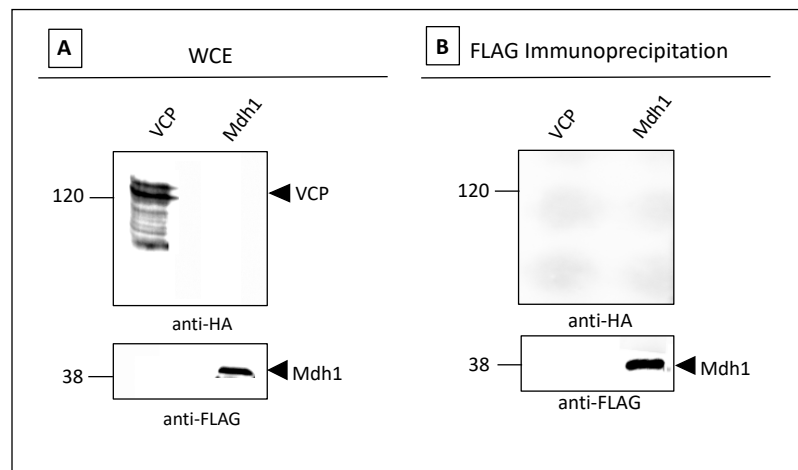 A
WCE
VCP
Mdh1
120
VCP
anti-HA
38
Mdh1
anti-FLAG
B
FLAG Immunoprecipitation
VCP
Mdh1
120
anti-HA
38
Mdh1
anti-FLAG